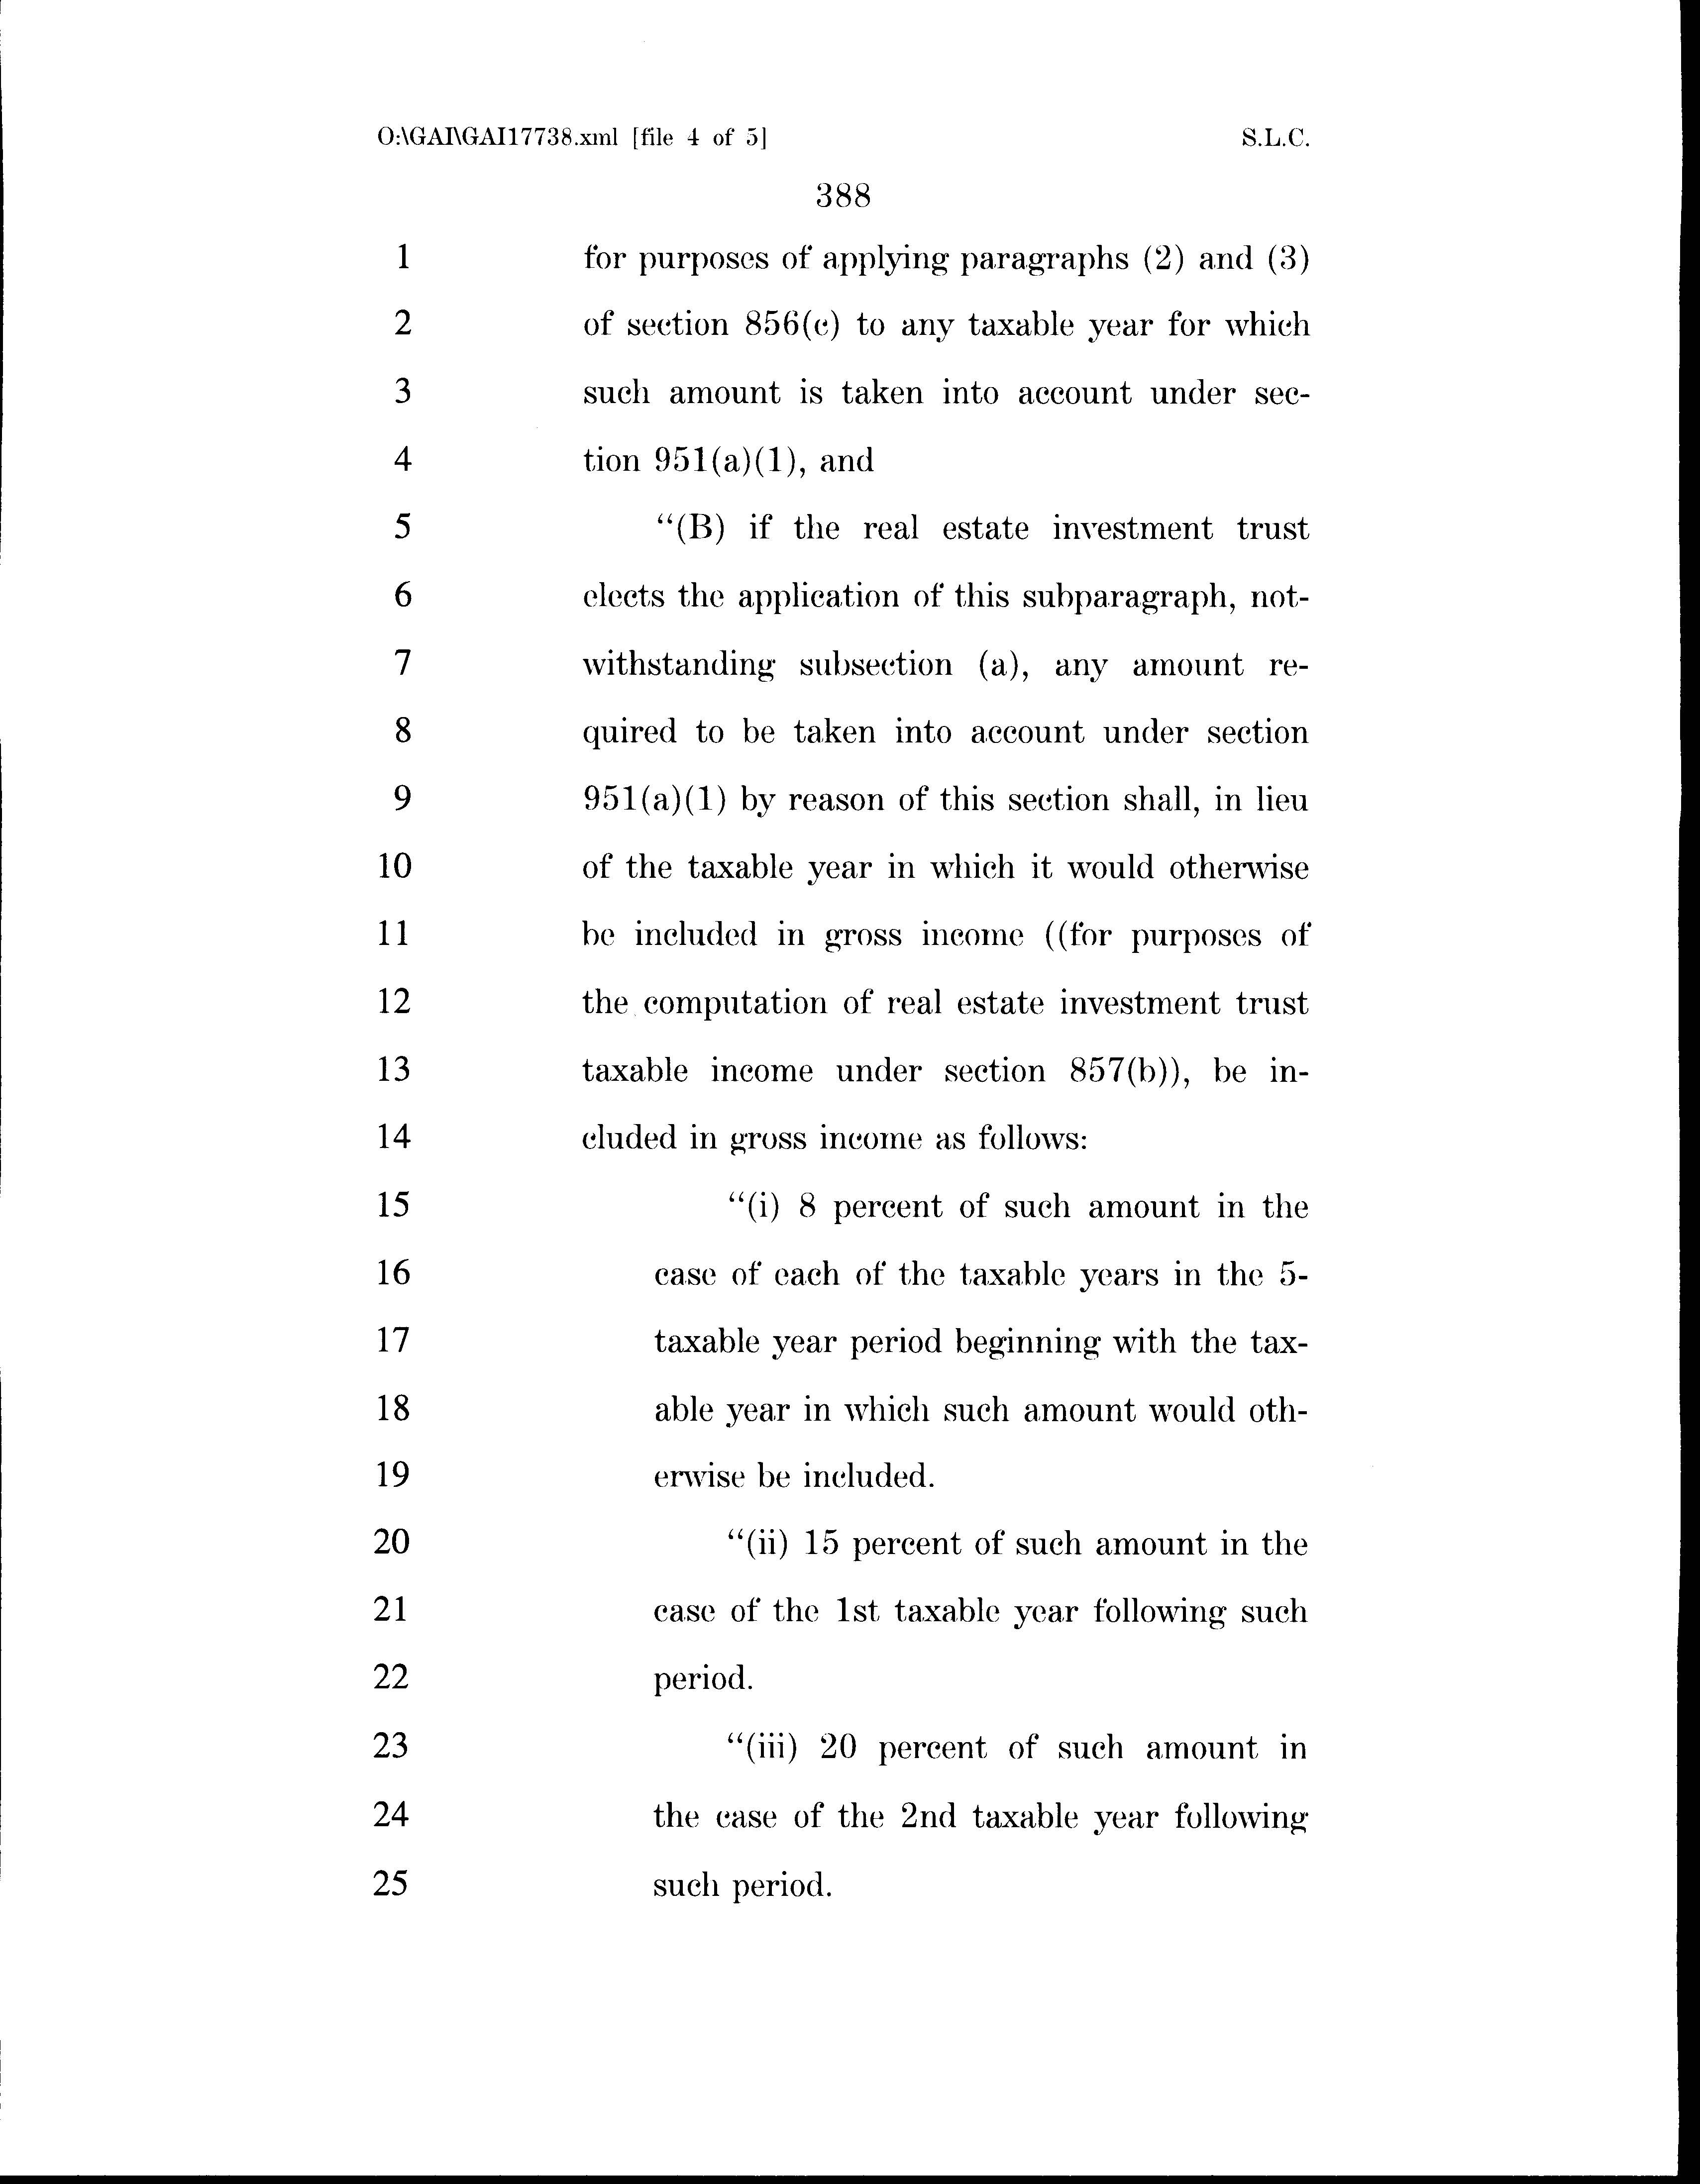 O:\GAI\GAI17738.xml [file 4 of 5] S.L.C.
388
1 for purposes of applying paragraphs (2) and (3)
2 of section 856(c) to any taxable year for which
3 such amount is taken into account under sec-
4 tion 951(a)(1), and
5 “(B) if the real estate investment trust
6 elects the application of this subparagraph, not-
7 withstanding subsection (a), any amount re-
8 quired to be taken into account under section
9 951(a)(1) by reason of this section shall, in lieu
10 of the taxable year in which it would otherwise
11 be included in gross income ((for purposes of
12 the computation of real estate investment trust
13 taxable income under section 857(b)), be in-
14 cluded in gross income as follows:
15 “(i) 8 percent of such amount in the
16 case of each of the taxable years in the 5-
17 taxable year period beginning with the tax-
18 able year in which such amount would oth-
19 erwise be included.
20 “(ii) 15 percent of such amount in the
21 case of the 1st taxable year following such
22 period.
23 “(iii) 20 percent of such amount in
24 the case of the 2nd taxable year following
25 such period.